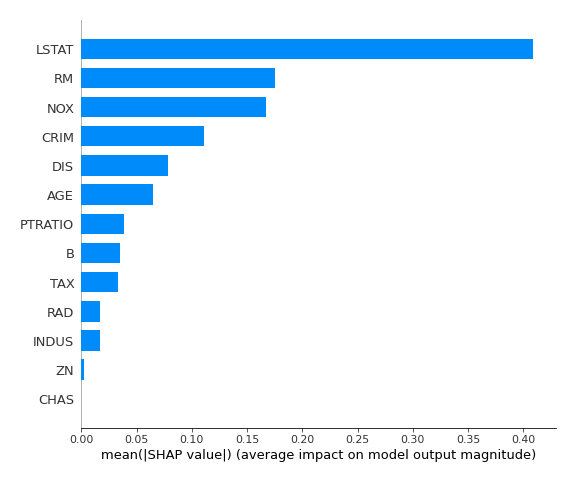 LSTAT
RM
NOX
CRIM
DIS
AGE
PTRATIO
B
TAX
RAD
INDUS
ZN
CHAS
0.00 0.05 0.10 0.15 0.20 0.25 0.30 0.35 0.40
mean(|SHAP value|) (average impact on model output magnitude)